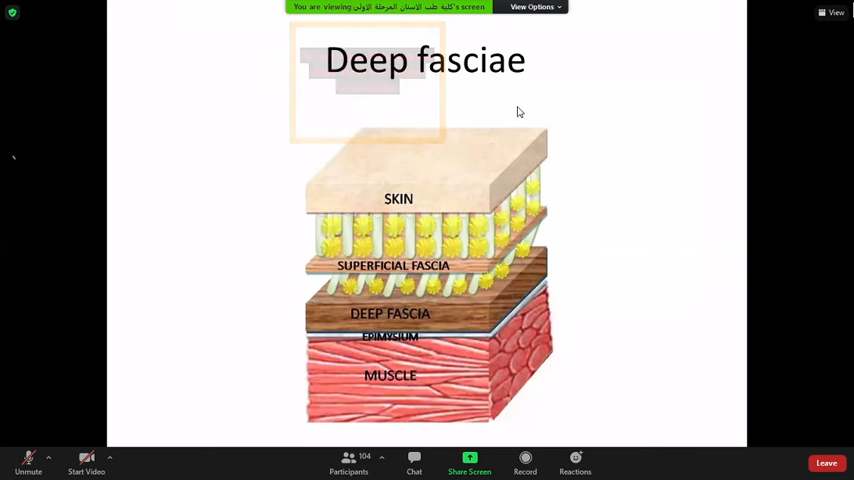 You are viewing كلية طب الاسنان المرحلة الاولى's screen
View Options
View
Deep fasciae
SKIN
SUPERFICIAL FASCIA
DEEP FASCIA
EPIMYSIUM
MUSCLE
Unmute
Start Video
104
Participants
Chat
Share Screen
Record
Reactions
Leave